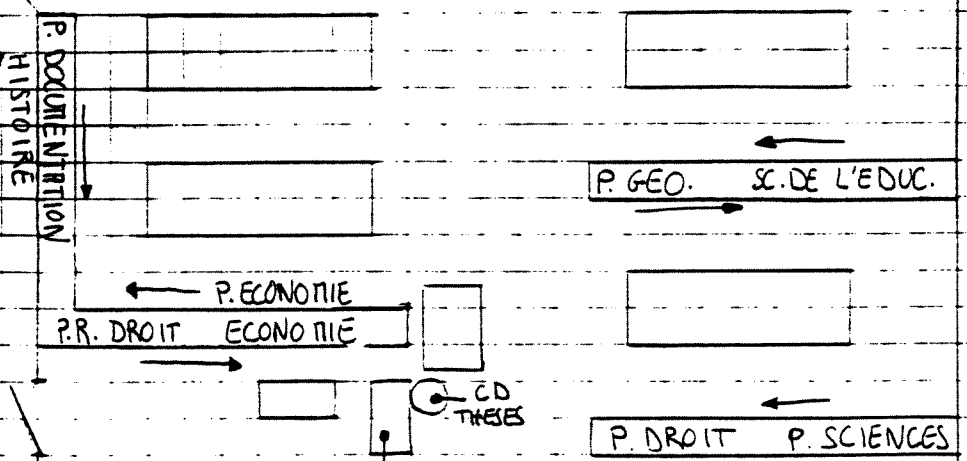 P. DOCUMENTATION
HISTOIRE
P. GEO. SC. DE L'EDUC.
P. ECONOMIE
P.R. DROIT ECONOMIE
CD
THESES
P. DROIT P. SCIENCES